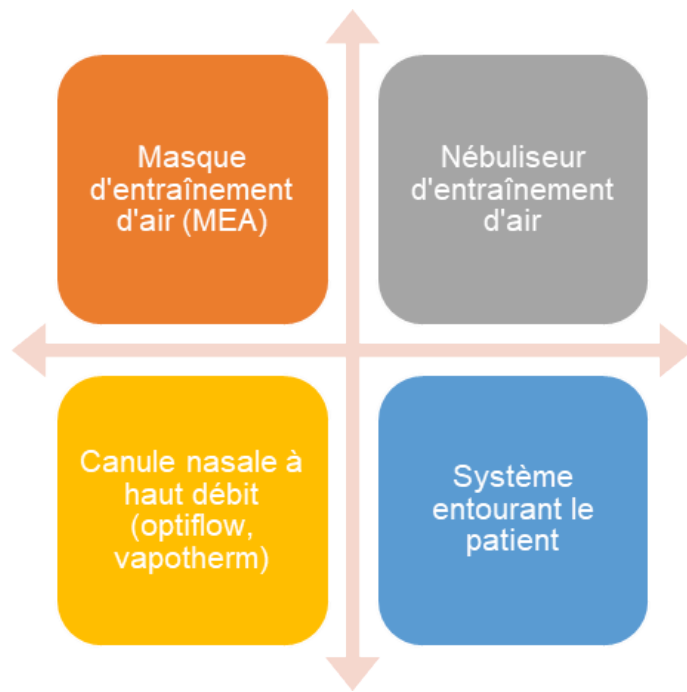 Masque
d'entraînement
d'air (MEA)
Nébuliseur
d'entraînement
d'air
Canule nasale à
haut débit
(optiflow,
vapotherm)
Système
entourant le
patient